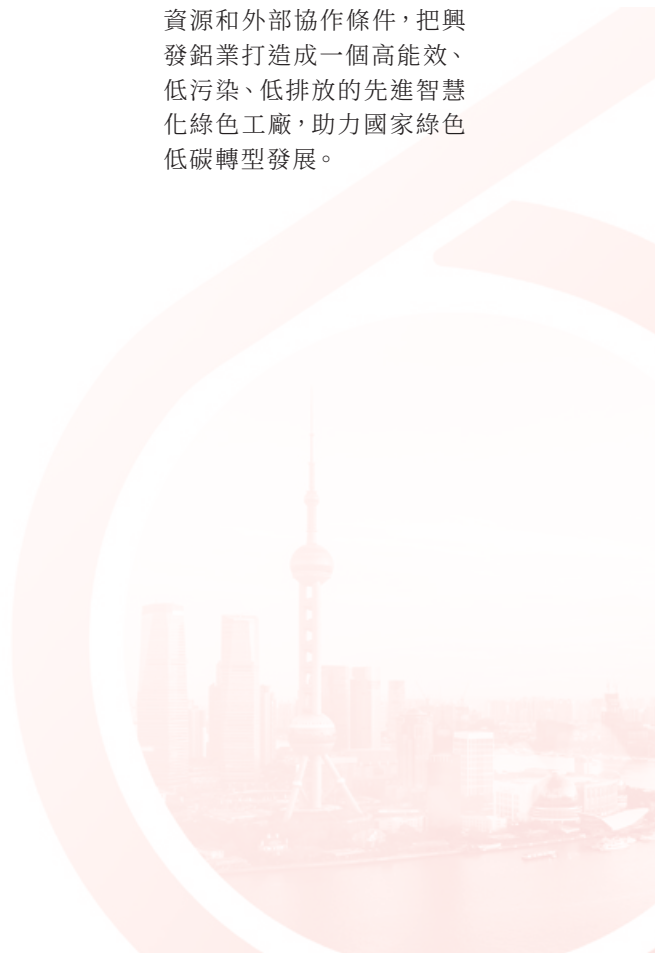 資源和外部協作條件，把興
發鋁業打造成一個高能效、
低污染、低排放的先進智慧
化綠色工廠，助力國家綠色
低碳轉型發展。